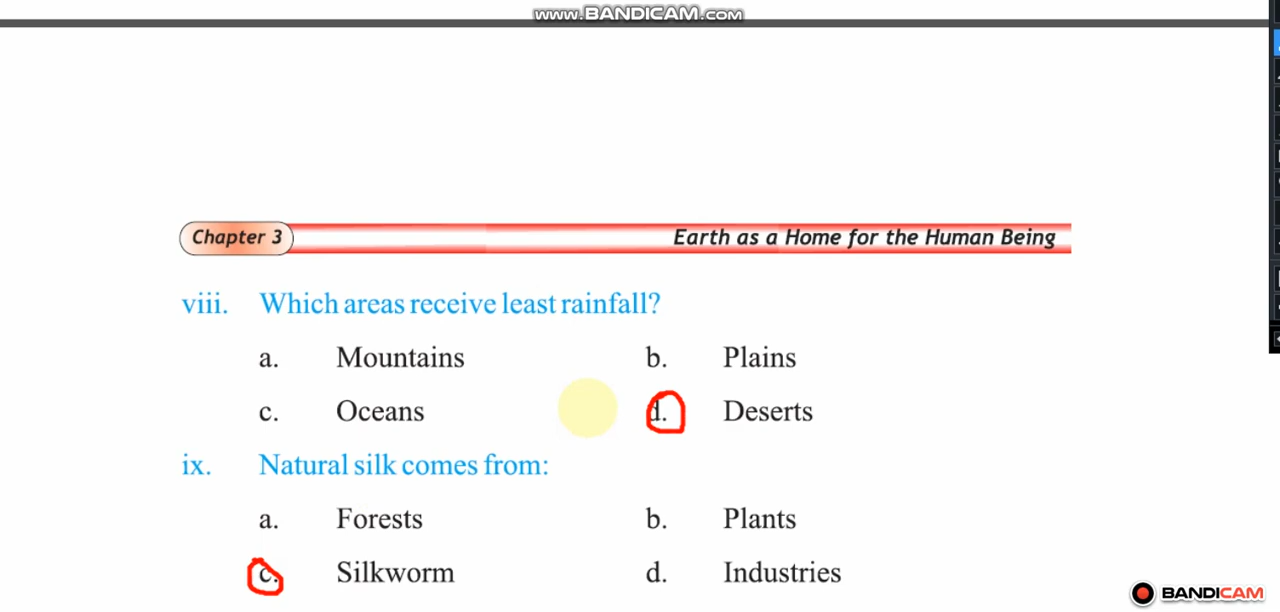 www.BANDICAM.COM
Chapter 3 Earth as a Home for the Human Being
viii. Which areas receive least rainfall?
a. Mountains b. Plains
c. Oceans d. Deserts
ix. Natural silk comes from:
a. Forests b. Plants
c. Silkworm d. Industries
BANDICAM